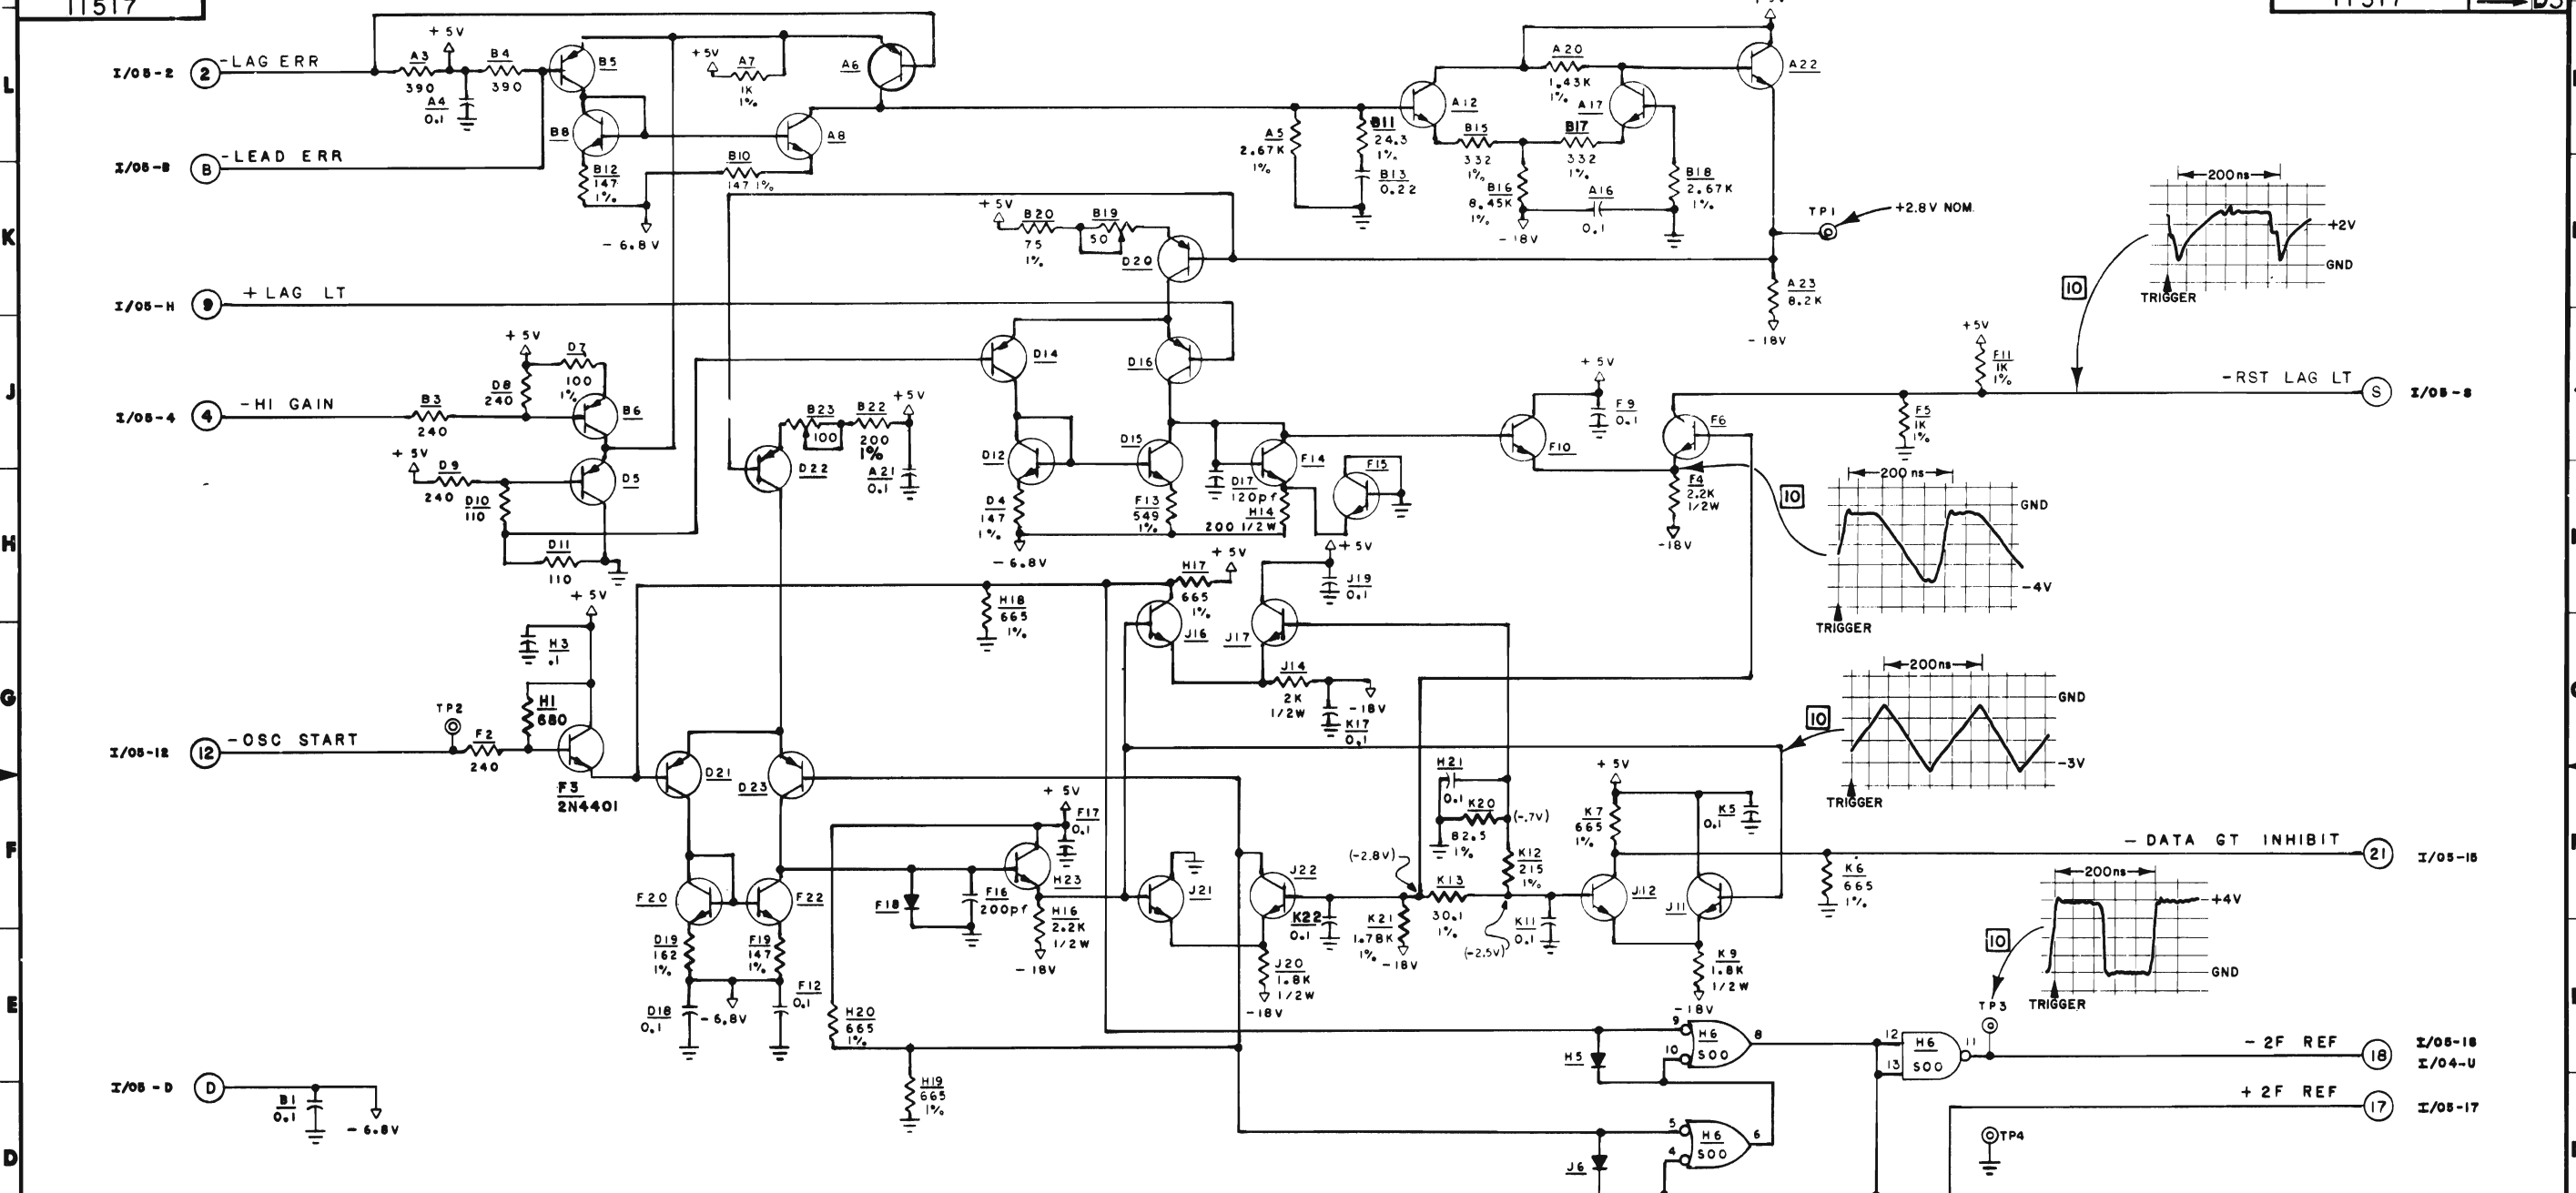 11517
11517 D3
+5V
I/05-2 2 -LAG ERR
A3 390
+5V
A4 0.1
B4 390
B5
+5V
A7 1K 1%
A6
B8
A8
I/05-B B -LEAD ERR
B12 147 1%
B10 147 1%
-6.8V
A5 2.67K 1%
B11 24.3 1%
B13 0.22
A12
A20 1.43K 1%
A17
A22
B15 332 1%
B17 332 1%
B16 8.45K 1%
-18V
A16 0.1
B18 2.67K 1%
TP1 +2.8V NOM.
A23 8.2K
-18V
200ns
+2V
GND
TRIGGER
10
+5V
B20 75 1%
B19 50
D20
I/05-H 9 +LAG LT
D14
D16
+5V
D7 100 1%
D8 240
I/05-4 4 -HI GAIN
B3 240
B6
+5V
D9 240
D10 110
D5
D11 110
B23 100
B22 200 1%
+5V
A21 0.1
D22
D12
D15
D17 120pf
F14
F15
D4 147 1%
F13 549 1%
H14 200 1/2W
-6.8V
+5V
F9 0.1
F10
F6
F4 2.2K 1/2W
-18V
+5V
F11 1K 1%
F5 1K 1%
-RST LAG LT S I/05-S
10
200 ns
GND
-4V
TRIGGER
H17 665 1%
+5V
H18 665 1%
+5V
J19 0.1
J16
J17
J14 2K 1/2W
-18V
K17 0.1
+5V
H3 .1
H1 680
TP2
I/05-12 12 -OSC START
F2 240
F3 2N4401
D21
D23
10
200ns
GND
-3V
TRIGGER
+5V
F17 0.1
H23
F18
F16 200pf
H16 2.2K 1/2W
-18V
F20
F22
D19 162 1%
F19 147 1%
D18 0.1
-6.8V
F12 0.1
H20 665 1%
H19 665 1%
J21
J22
J20 1.8K 1/2W
-18V
K22 0.1
K21 1.78K 1%
-18V
(-2.8V)
K13 30.1 1%
(-2.5V)
H21 0.1
K20 82.5 1%
(-.7V)
K12 215 1%
K11 0.1
+5V
K7 665 1%
K5 0.1
J12
J11
K9 1.8K 1/2W
-18V
K6 665 1%
- DATA GT INHIBIT 21 I/05-15
200ns
+4V
GND
TRIGGER
10
TP3
H5
9
10
H6 S00
8
12
13
H6 S00
11
- 2F REF 18 I/05-18
I/04-U
+ 2F REF 17 I/05-17
TP4
I/05-D D
B1 0.1
-6.8V
5
4
H6 S00
6
J6
L
K
J
H
G
F
E
D